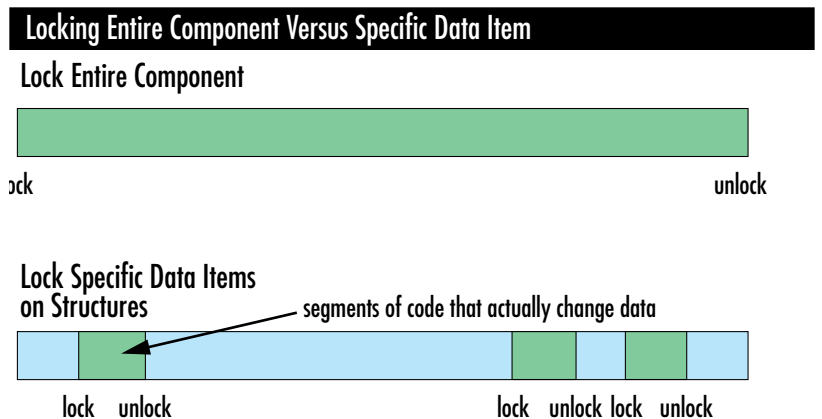 Locking Entire Component Versus Specific Data Item
Lock Entire Component
ock unlock
Lock Specific Data Items
on Structures
segments of code that actually change data
lock unlock lock unlock lock unlock